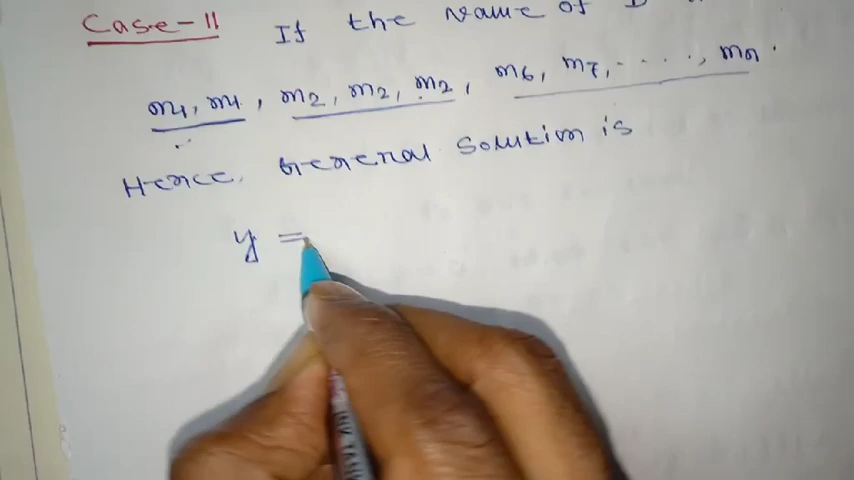 Case-II If the value of D
m1, m1, m2, m2, m2, m6, m7, ....., mn.
Hence, General solution is
y =